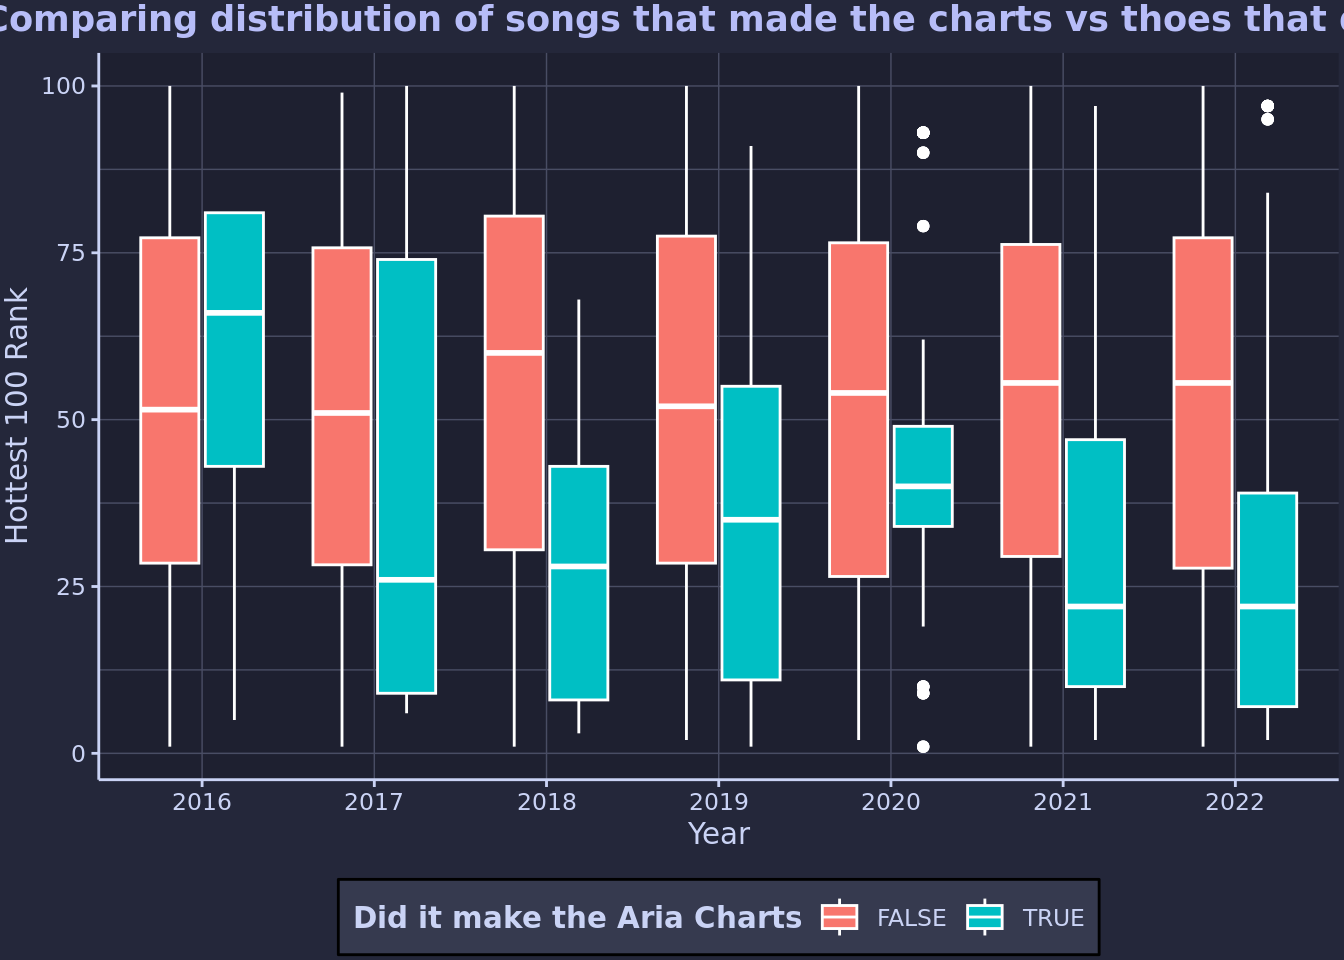 Comparing distribution of songs that made the charts vs thoes that
100
75
50
25
0
Hottest 100 Rank
2016 2017 2018 2019 2020 2021 2022
Year
Did it make the Aria Charts FALSE TRUE